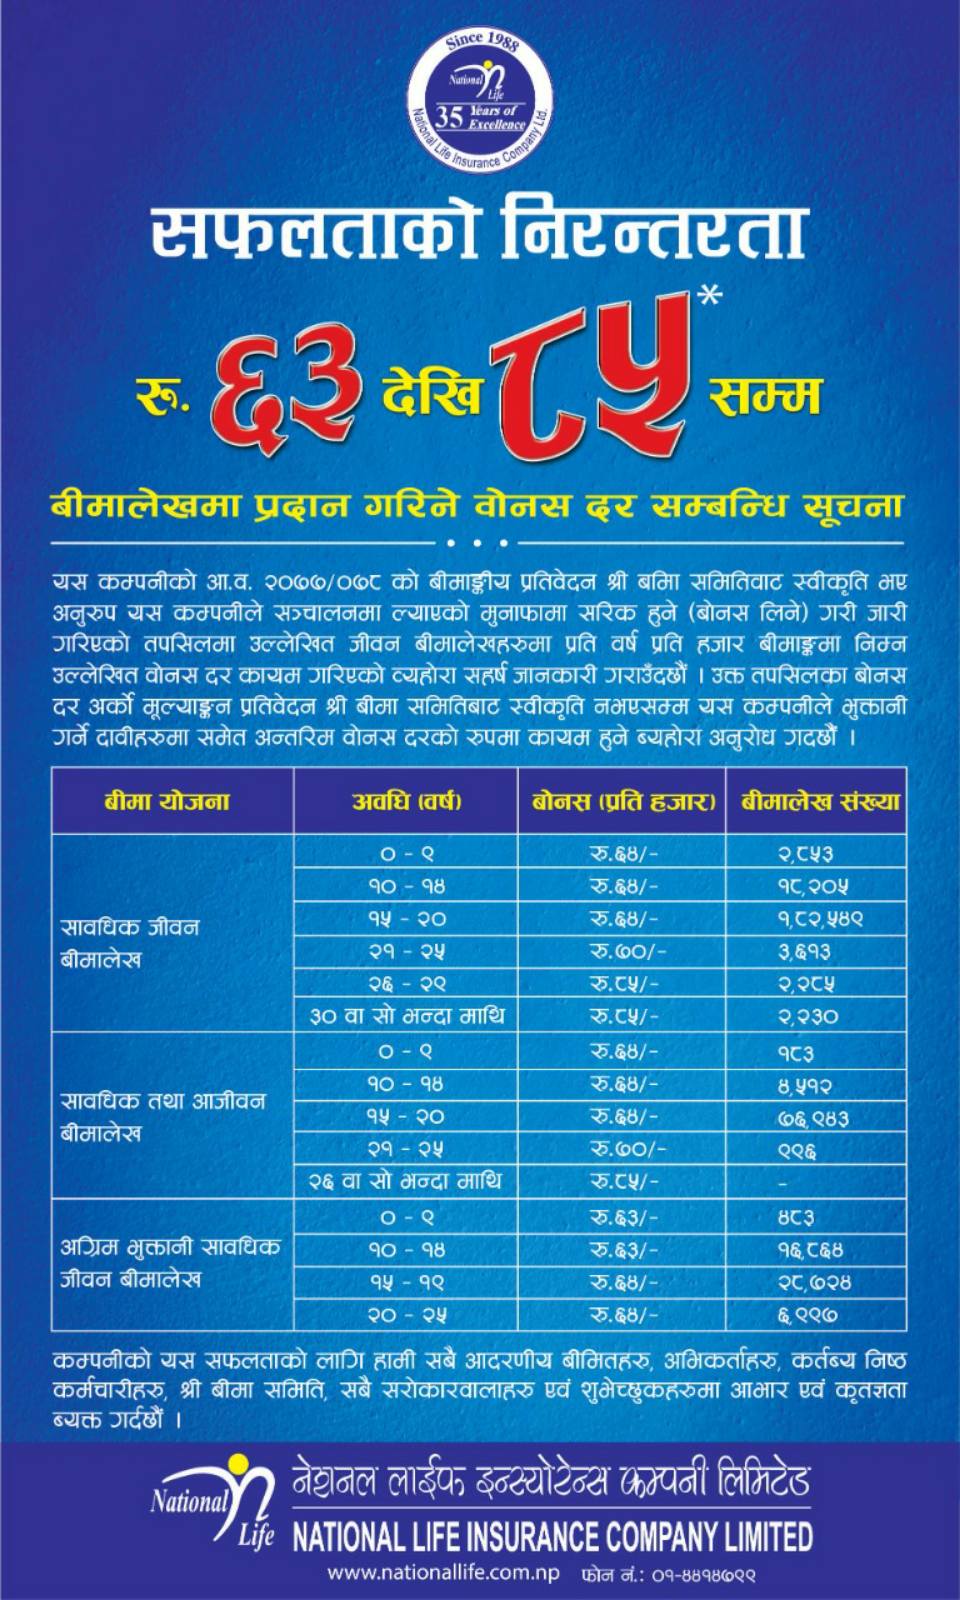 Since 1988
National Life
35 Years of Excellence
National Life Insurance Company Ltd.
सफलताको निरन्तरता
रु. ६३ देखि ८५* सम्म
बीमालेखमा प्रदान गरिने वोनस दर सम्बन्धि सूचना
यस कम्पनीको आ.व. २०७७/०७८ को बीमाङ्कीय प्रतिवेदन श्री बमिा समितिवाट स्वीकृति भए
अनुरुप यस कम्पनीले सञ्चालनमा ल्याएको मुनाफामा सरिक हुने (बोनस लिने) गरी जारी
गरिएको तपसिलमा उल्लेखित जीवन बीमालेखहरुमा प्रति वर्ष प्रति हजार बीमाङ्कमा निम्न
उल्लेखित वोनस दर कायम गरिएको व्यहोरा सहर्ष जानकारी गराउँदछौं । उक्त तपसिलका बोनस
दर अर्को मूल्याङ्कन प्रतिवेदन श्री बीमा समितिबाट स्वीकृति नभएसम्म यस कम्पनीले भुक्तानी
गर्ने दावीहरुमा समेत अन्तरिम वोनस दरको रुपमा कायम हुने ब्यहोरा अनुरोध गदछौं ।
बीमा योजना अवधि (वर्ष) बोनस (प्रति हजार) बीमालेख संख्या
सावधिक जीवन बीमालेख
० - ९ रु.६४/- २,८५३
१० - १४ रु.६४/- १८,२०५
१५ - २० रु.६४/- १,८२,५४९
२१ - २५ रु.७०/- ३,६१३
२६ - २९ रु.८५/- २,२८५
३० वा सो भन्दा माथि रु.८५/- २,२३०
सावधिक तथा आजीवन बीमालेख
० - ९ रु.६४/- १८३
१० - १४ रु.६४/- ४,५१२
१५ - २० रु.६४/- ७६,९४३
२१ - २५ रु.७०/- ९९६
२६ वा सो भन्दा माथि रु.८५/- -
अग्रिम भुक्तानी सावधिक जीवन बीमालेख
० - ९ रु.६३/- ४८३
१० - १४ रु.६३/- १६,८६४
१५ - १९ रु.६४/- २८,७२४
२० - २५ रु.६४/- ६,९९७
कम्पनीको यस सफलताको लागि हामी सबै आदरणीय बीमितहरु, अभिकर्ताहरु, कर्तब्य निष्ठ
कर्मचारीहरु, श्री बीमा समिति, सबै सरोकारवालाहरु एवं शुभेच्छुकहरुमा आभार एवं कृतज्ञता
ब्यक्त गर्दछौं ।
National Life
नेशनल लाईफ इन्स्योरेन्स कम्पनी लिमिटेड
NATIONAL LIFE INSURANCE COMPANY LIMITED
www.nationallife.com.np फोन नं.: ०१-४४१४७९९